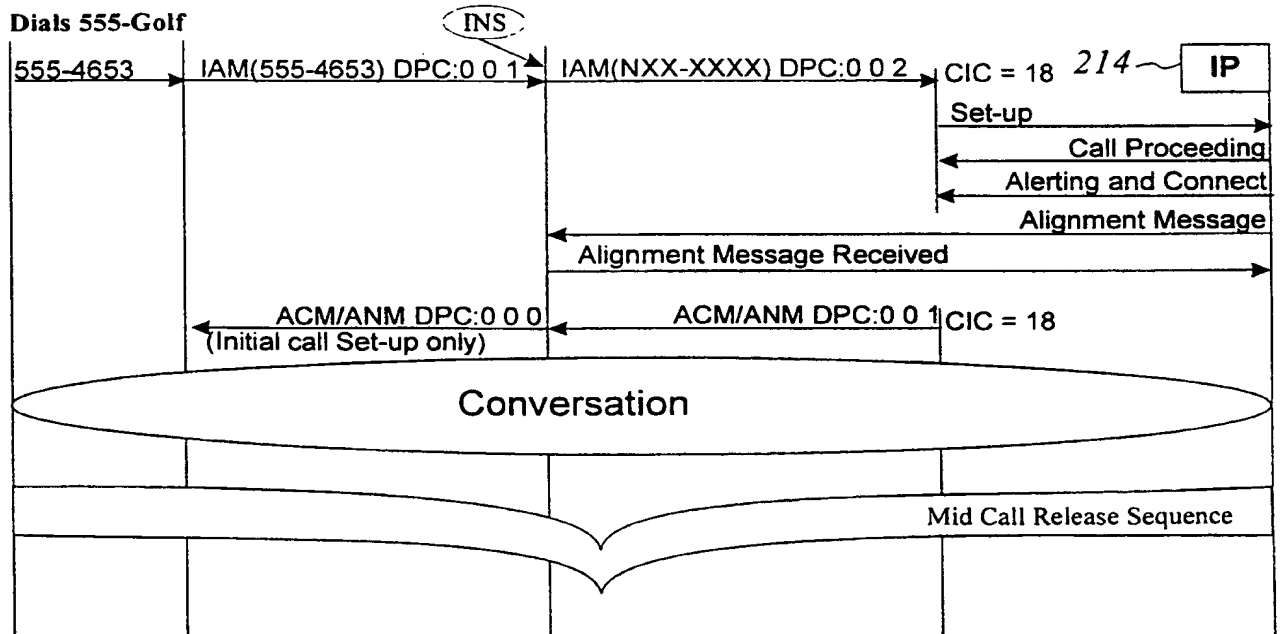 Dials 555-Golf
INS
555-4653
IAM(555-4653) DPC:0 0 1
IAM(NXX-XXXX) DPC:0 0 2
CIC = 18
214
IP
Set-up
Call Proceeding
Alerting and Connect
Alignment Message
Alignment Message Received
ACM/ANM DPC:0 0 0
ACM/ANM DPC:0 0 1
CIC = 18
(Initial call Set-up only)
Conversation
Mid Call Release Sequence